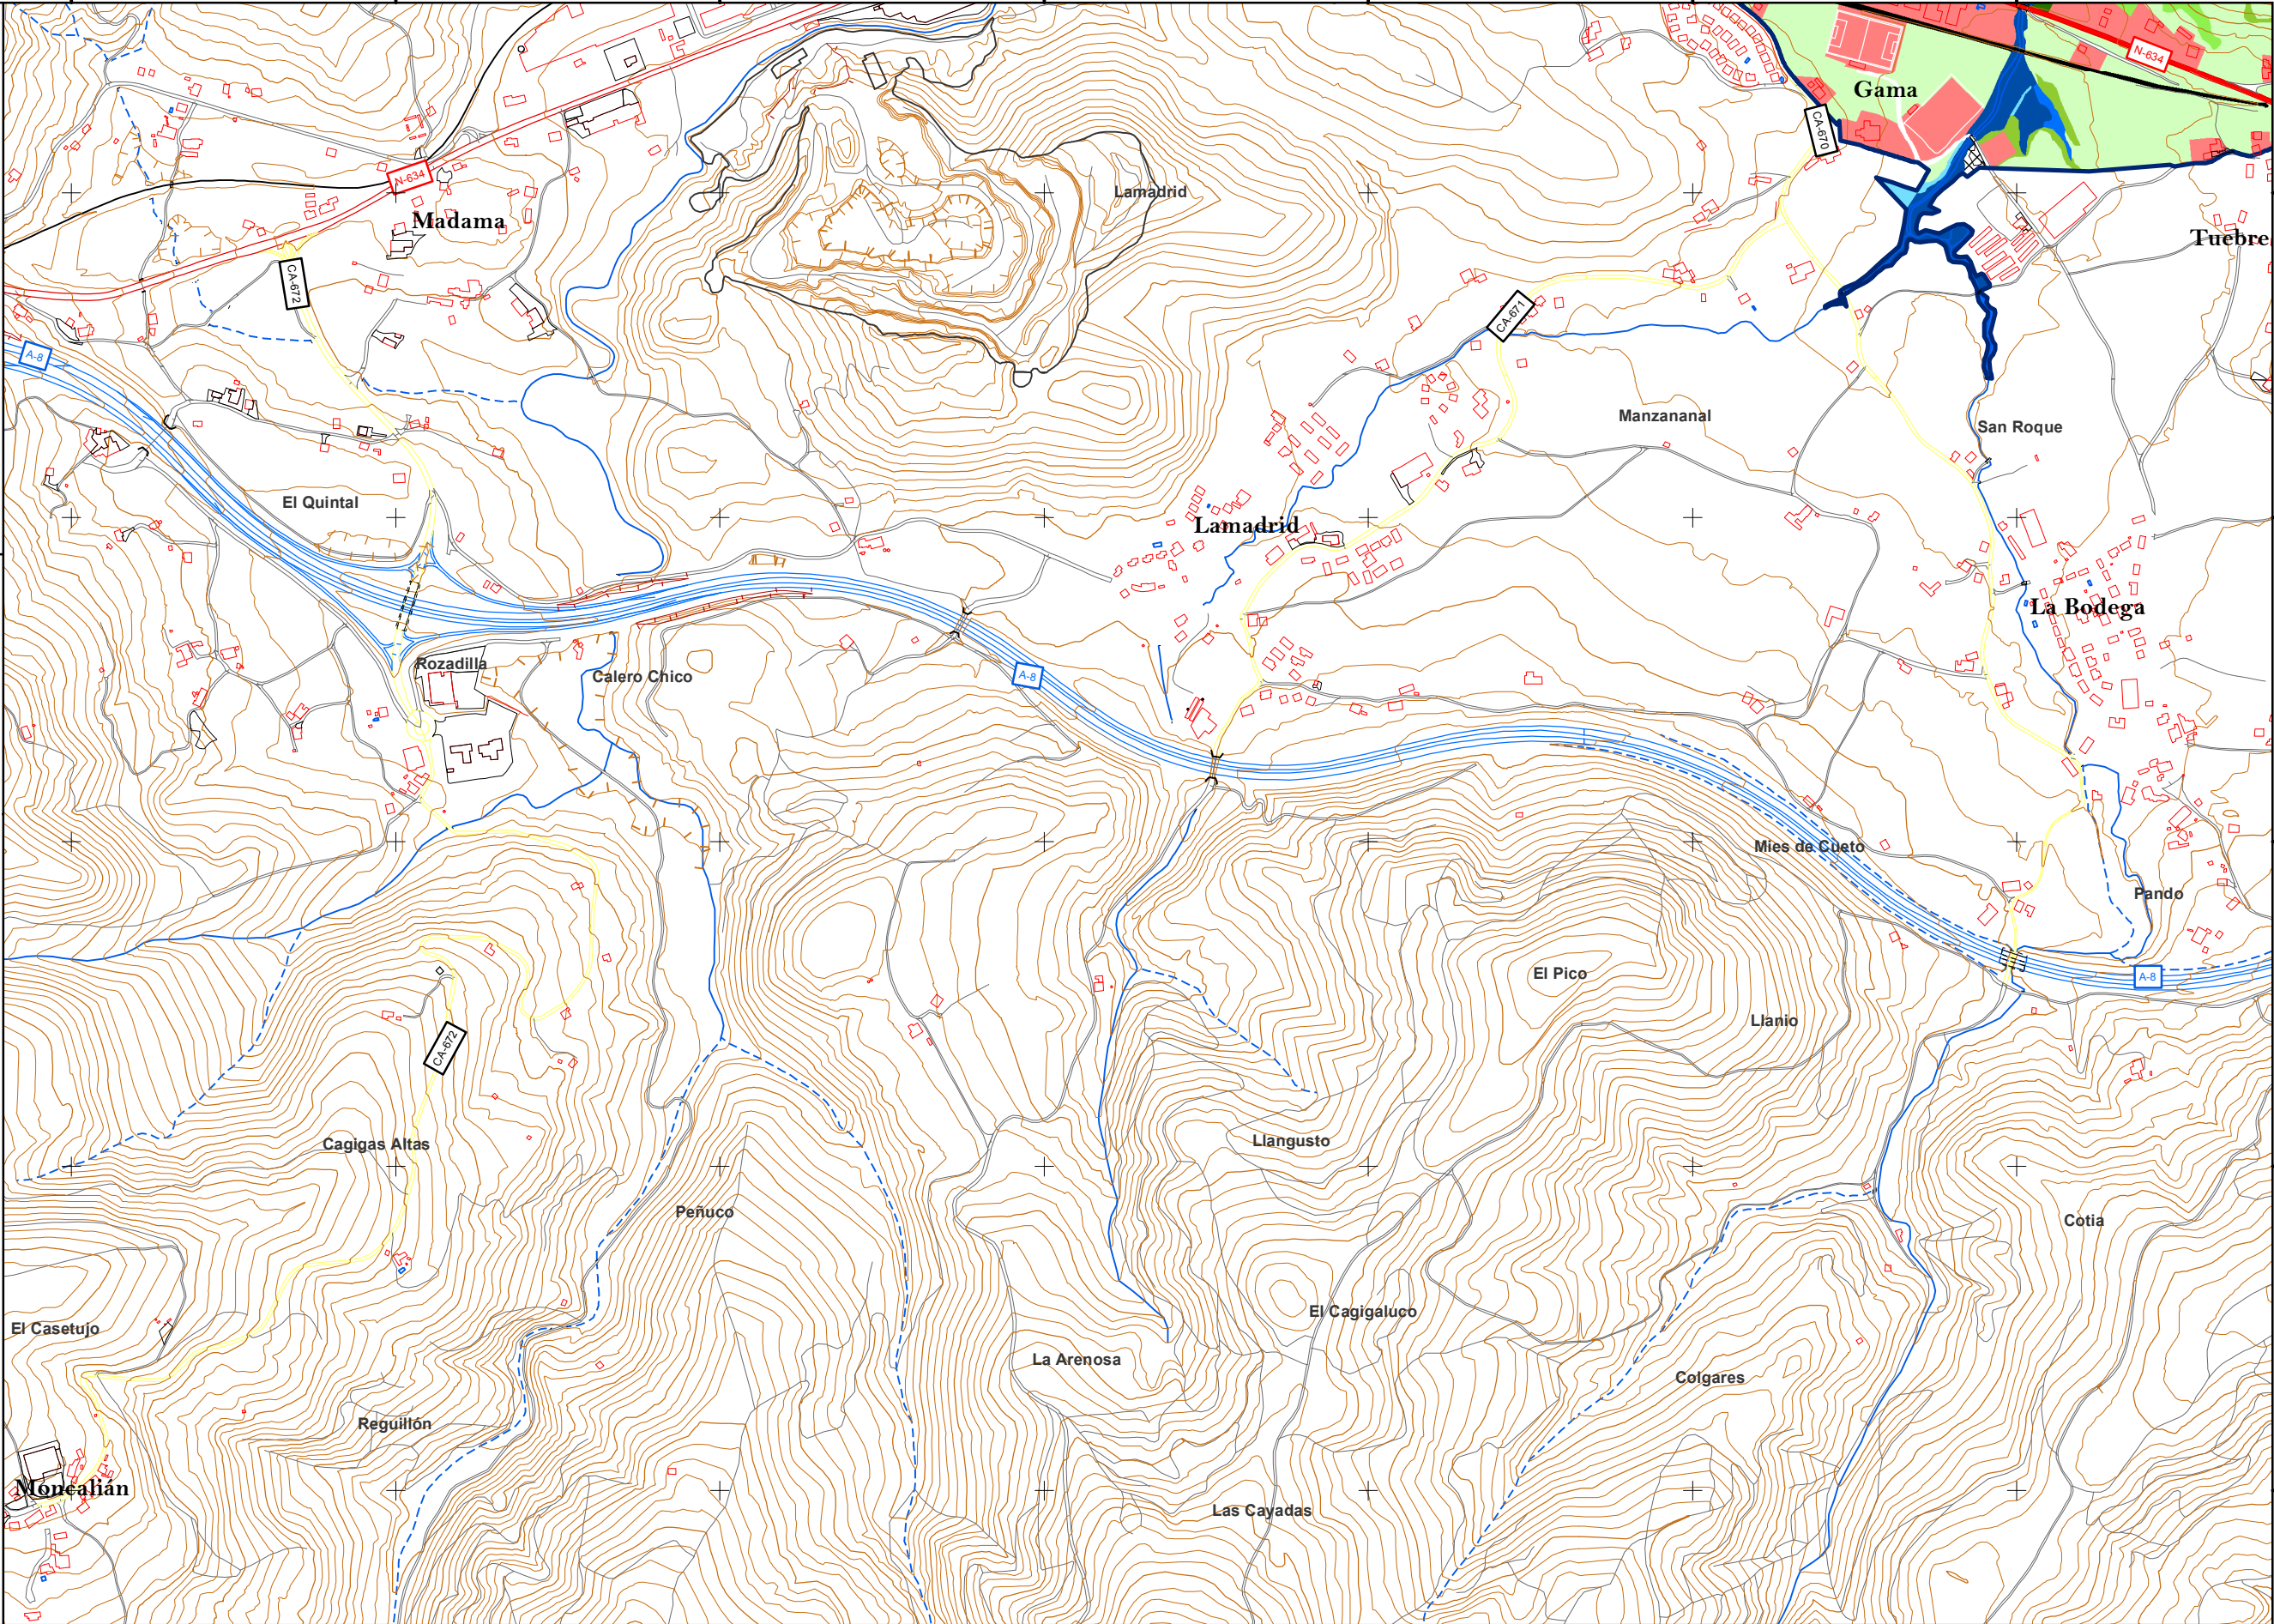 N-634
Gama
CA-670
N-634
Lamadrid
Madama
Tuebre
CA-672
CA-671
A-8
Manzananal
San Roque
El Quintal
Lamadrid
La Bodega
Rozadilla
Calero Chico
A-8
Mies de Cueto
Pando
El Pico
A-8
Llanio
CA-672
Cagigas Altas
Llangusto
Peñuco
Cotia
El Cagigaluco
El Casetujo
La Arenosa
Colgares
Reguillón
Moncalián
Las Cayadas